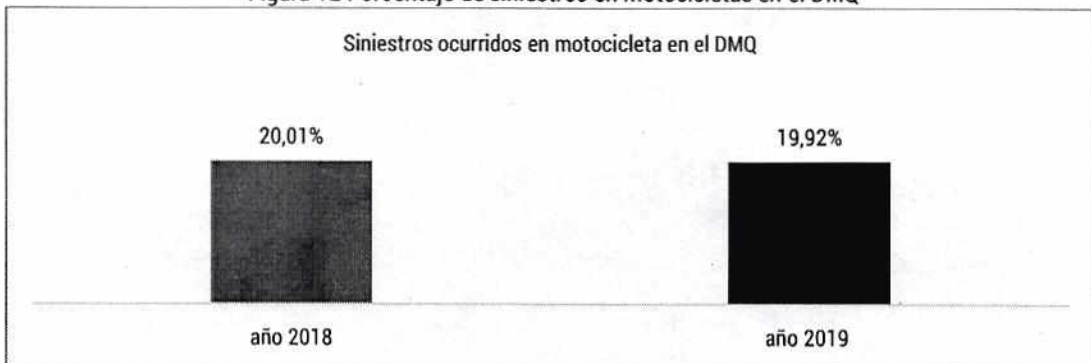 Siniestros ocurridos en motocicleta en el DMQ
20,01%
19,92%
año 2018
año 2019